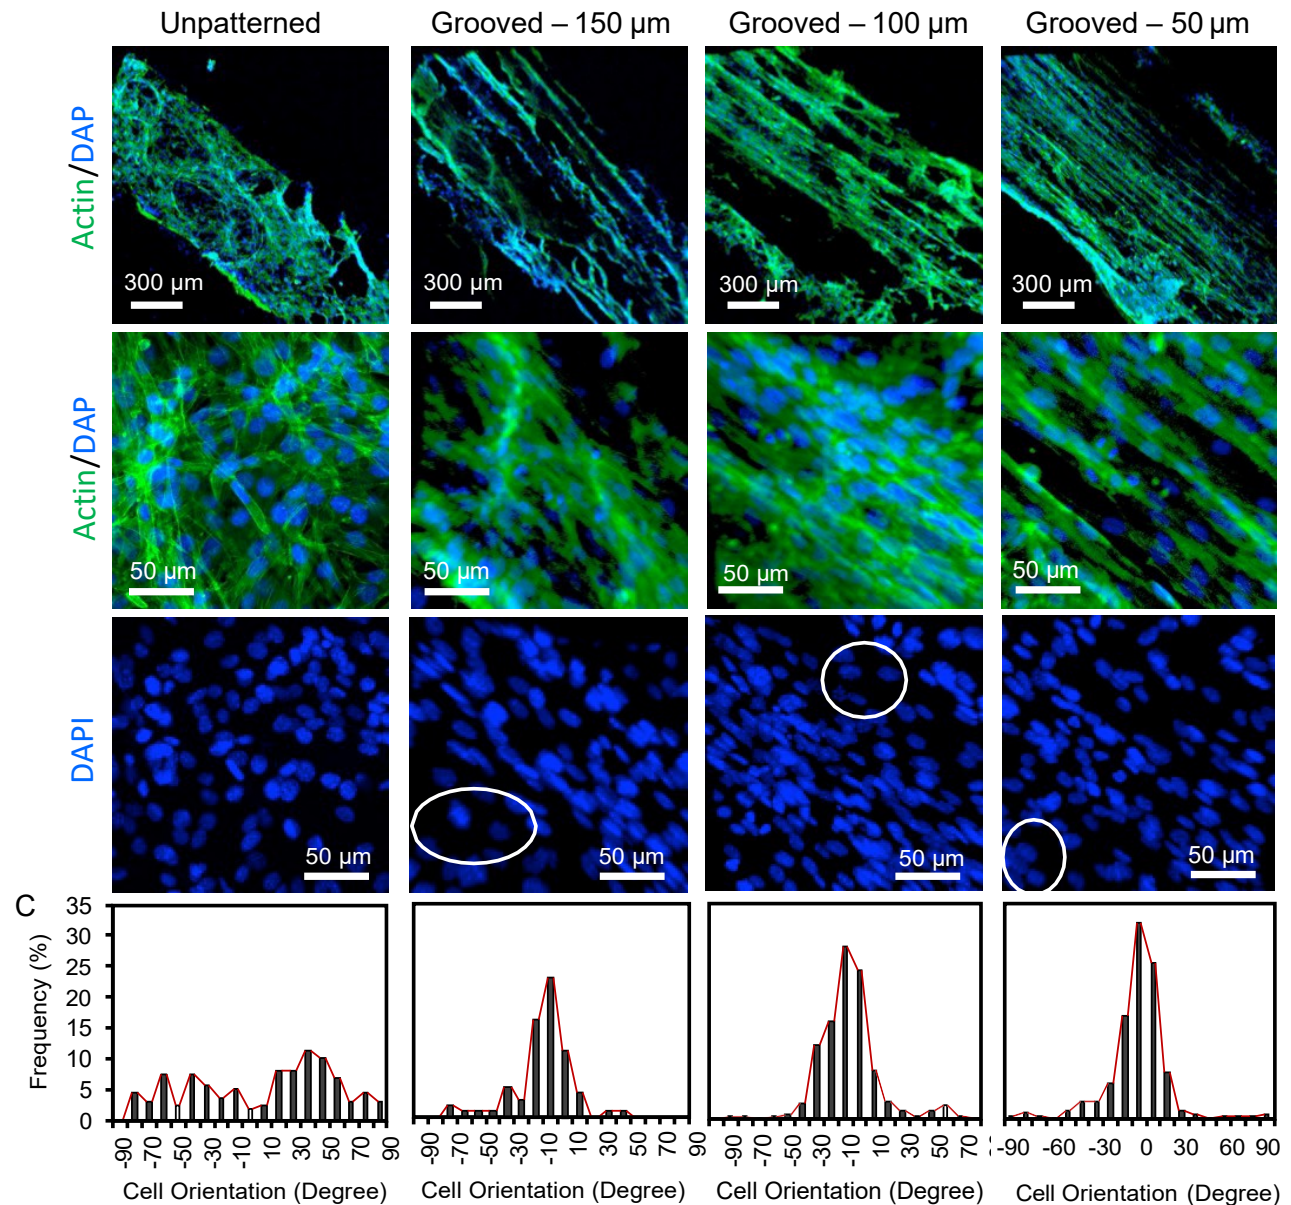 Unpatterned Grooved – 150 µm Grooved – 100 µm Grooved – 50 µm
Actin/DAP
300 µm 300 µm 300 µm 300 µm
Actin/DAP
50 µm 50 µm 50 µm 50 µm
DAPI
50 µm 50 µm 50 µm 50 µm
C
Frequency (%)
35
30
25
20
15
10
5
0
-90 -70 -50 -30 -10 10 30 50 70 90
-90 -70 -50 -30 -10 10 30 50 70 90
-90 -70 -50 -30 -10 10 30 50 70
-90 -60 -30 0 30 60 90
Cell Orientation (Degree) Cell Orientation (Degree) Cell Orientation (Degree) Cell Orientation (Degree)